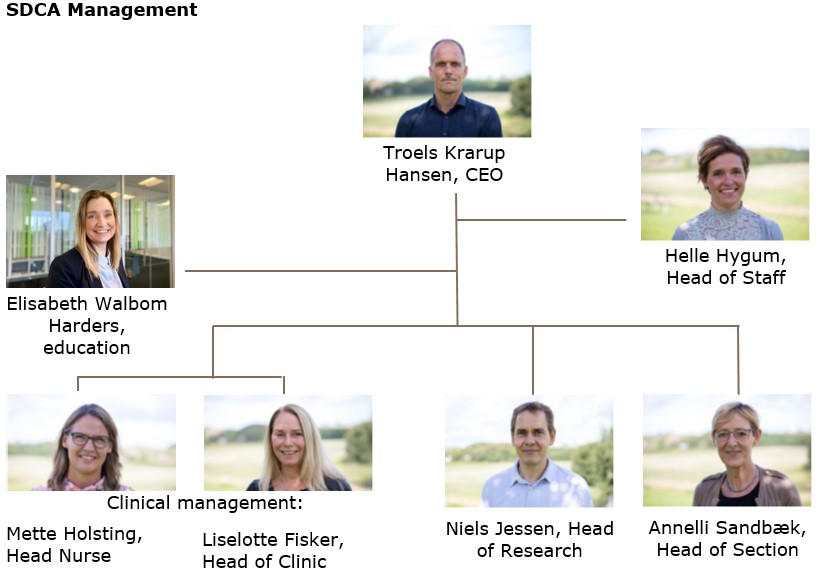 SDCA Management
Troels Krarup
Hansen, CEO
Helle Hygum,
Head of Staff
Elisabeth Walbom
Harders,
education
Clinical management:
Mette Holsting,
Head Nurse
Liselotte Fisker,
Head of Clinic
Niels Jessen, Head
of Research
Annelli Sandbæk,
Head of Section